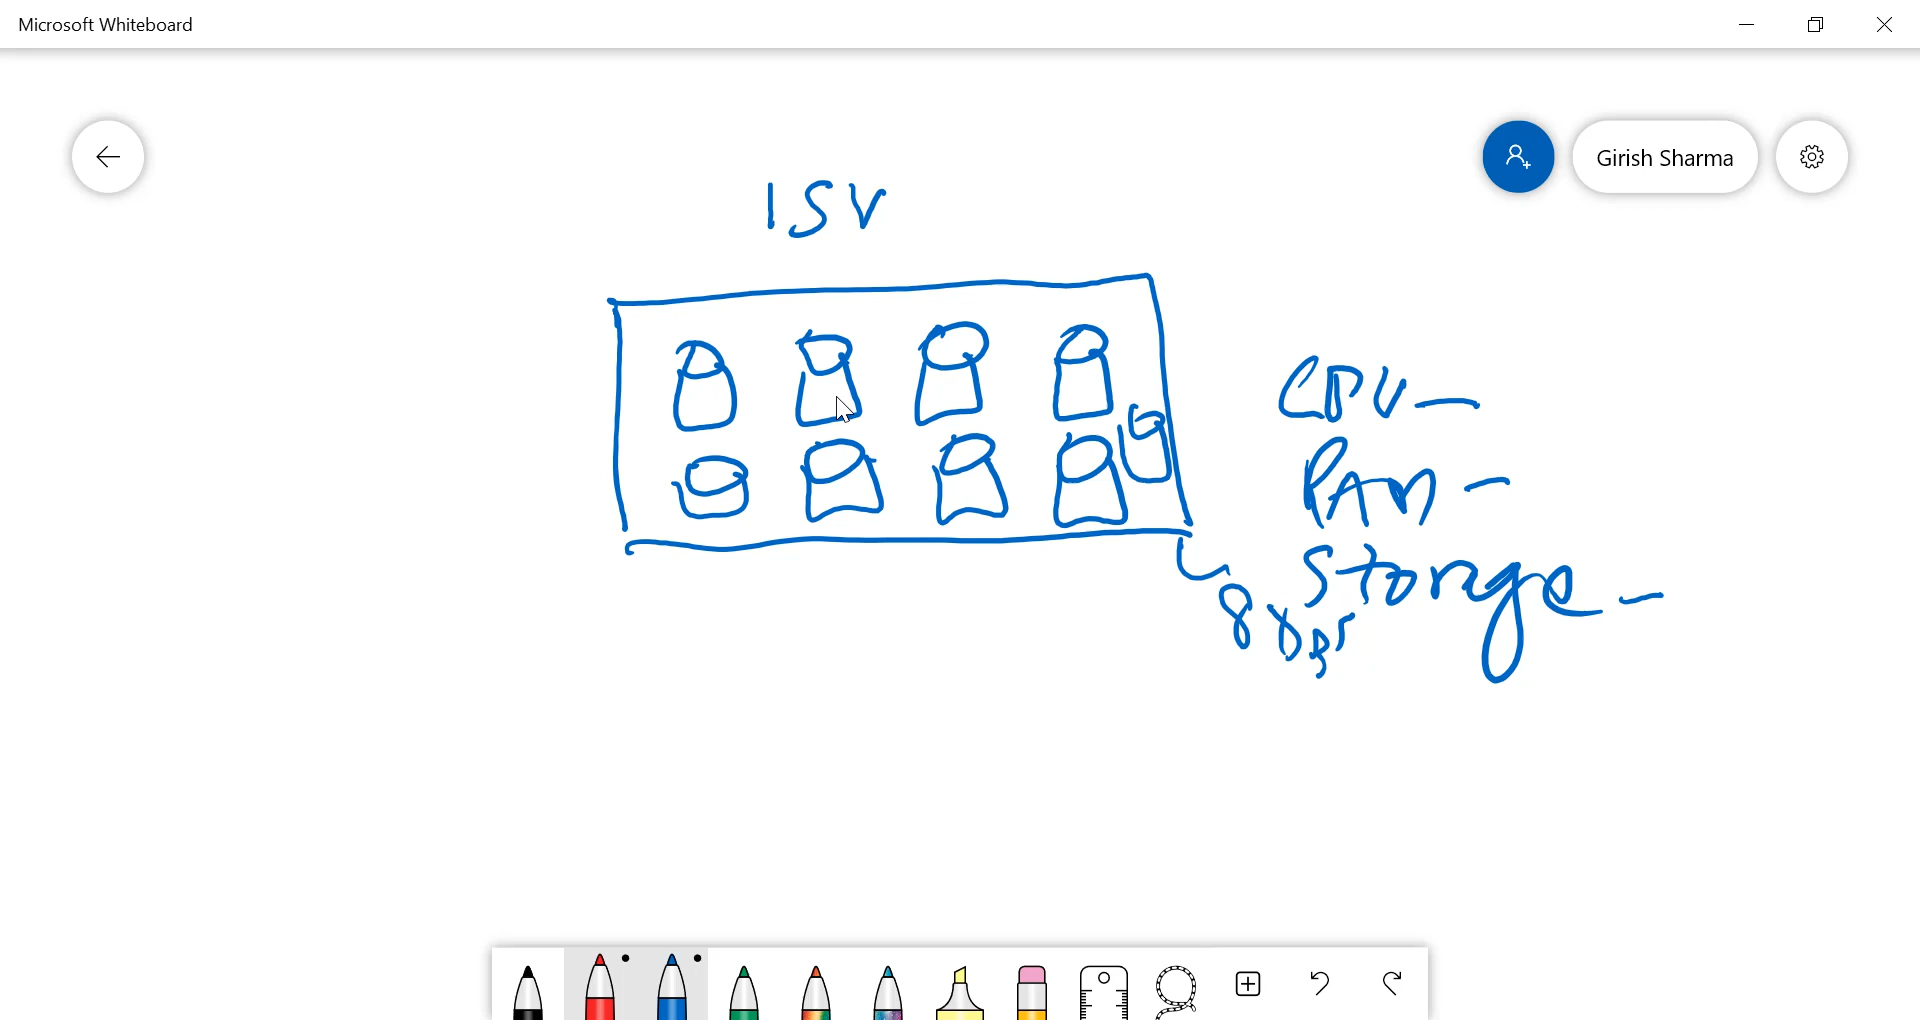 Microsoft Whiteboard
Girish Sharma
ISV
CPU -
RAM -
Storage -